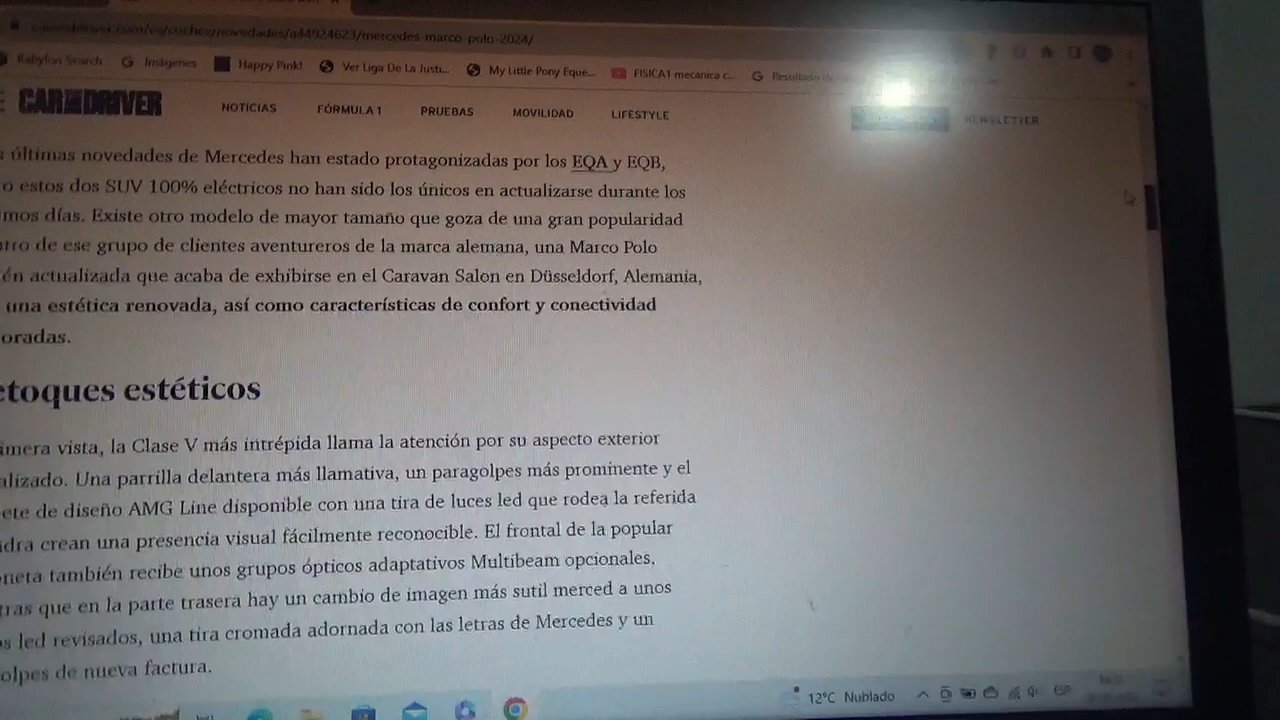 /es/coches/novedades/a44924623/mercedes-marco-polo-2024/
Babylon Search Imágenes Happy Pink! Ver Liga De La Justi... My Little Pony Eque... FISICA1 mecanica c...
CAR AND DRIVER NOTICIAS FÓRMULA 1 PRUEBAS MOVILIDAD LIFESTYLE NEWSLETTER
últimas novedades de Mercedes han estado protagonizadas por los EQA y EQB,
o estos dos SUV 100% eléctricos no han sido los únicos en actualizarse durante los
mos días. Existe otro modelo de mayor tamaño que goza de una gran popularidad
tro de ese grupo de clientes aventureros de la marca alemana, una Marco Polo
én actualizada que acaba de exhibirse en el Caravan Salon en Düsseldorf, Alemania,
una estética renovada, así como características de confort y conectividad
oradas.
etoques estéticos
imera vista, la Clase V más intrépida llama la atención por su aspecto exterior
alizado. Una parrilla delantera más llamativa, un paragolpes más prominente y el
ete de diseño AMG Line disponible con una tira de luces led que rodea la referida
dra crean una presencia visual fácilmente reconocible. El frontal de la popular
neta también recibe unos grupos ópticos adaptativos Multibeam opcionales,
tras que en la parte trasera hay un cambio de imagen más sutil merced a unos
s led revisados, una tira cromada adornada con las letras de Mercedes y un
olpes de nueva factura.
12°C Nublado ESP